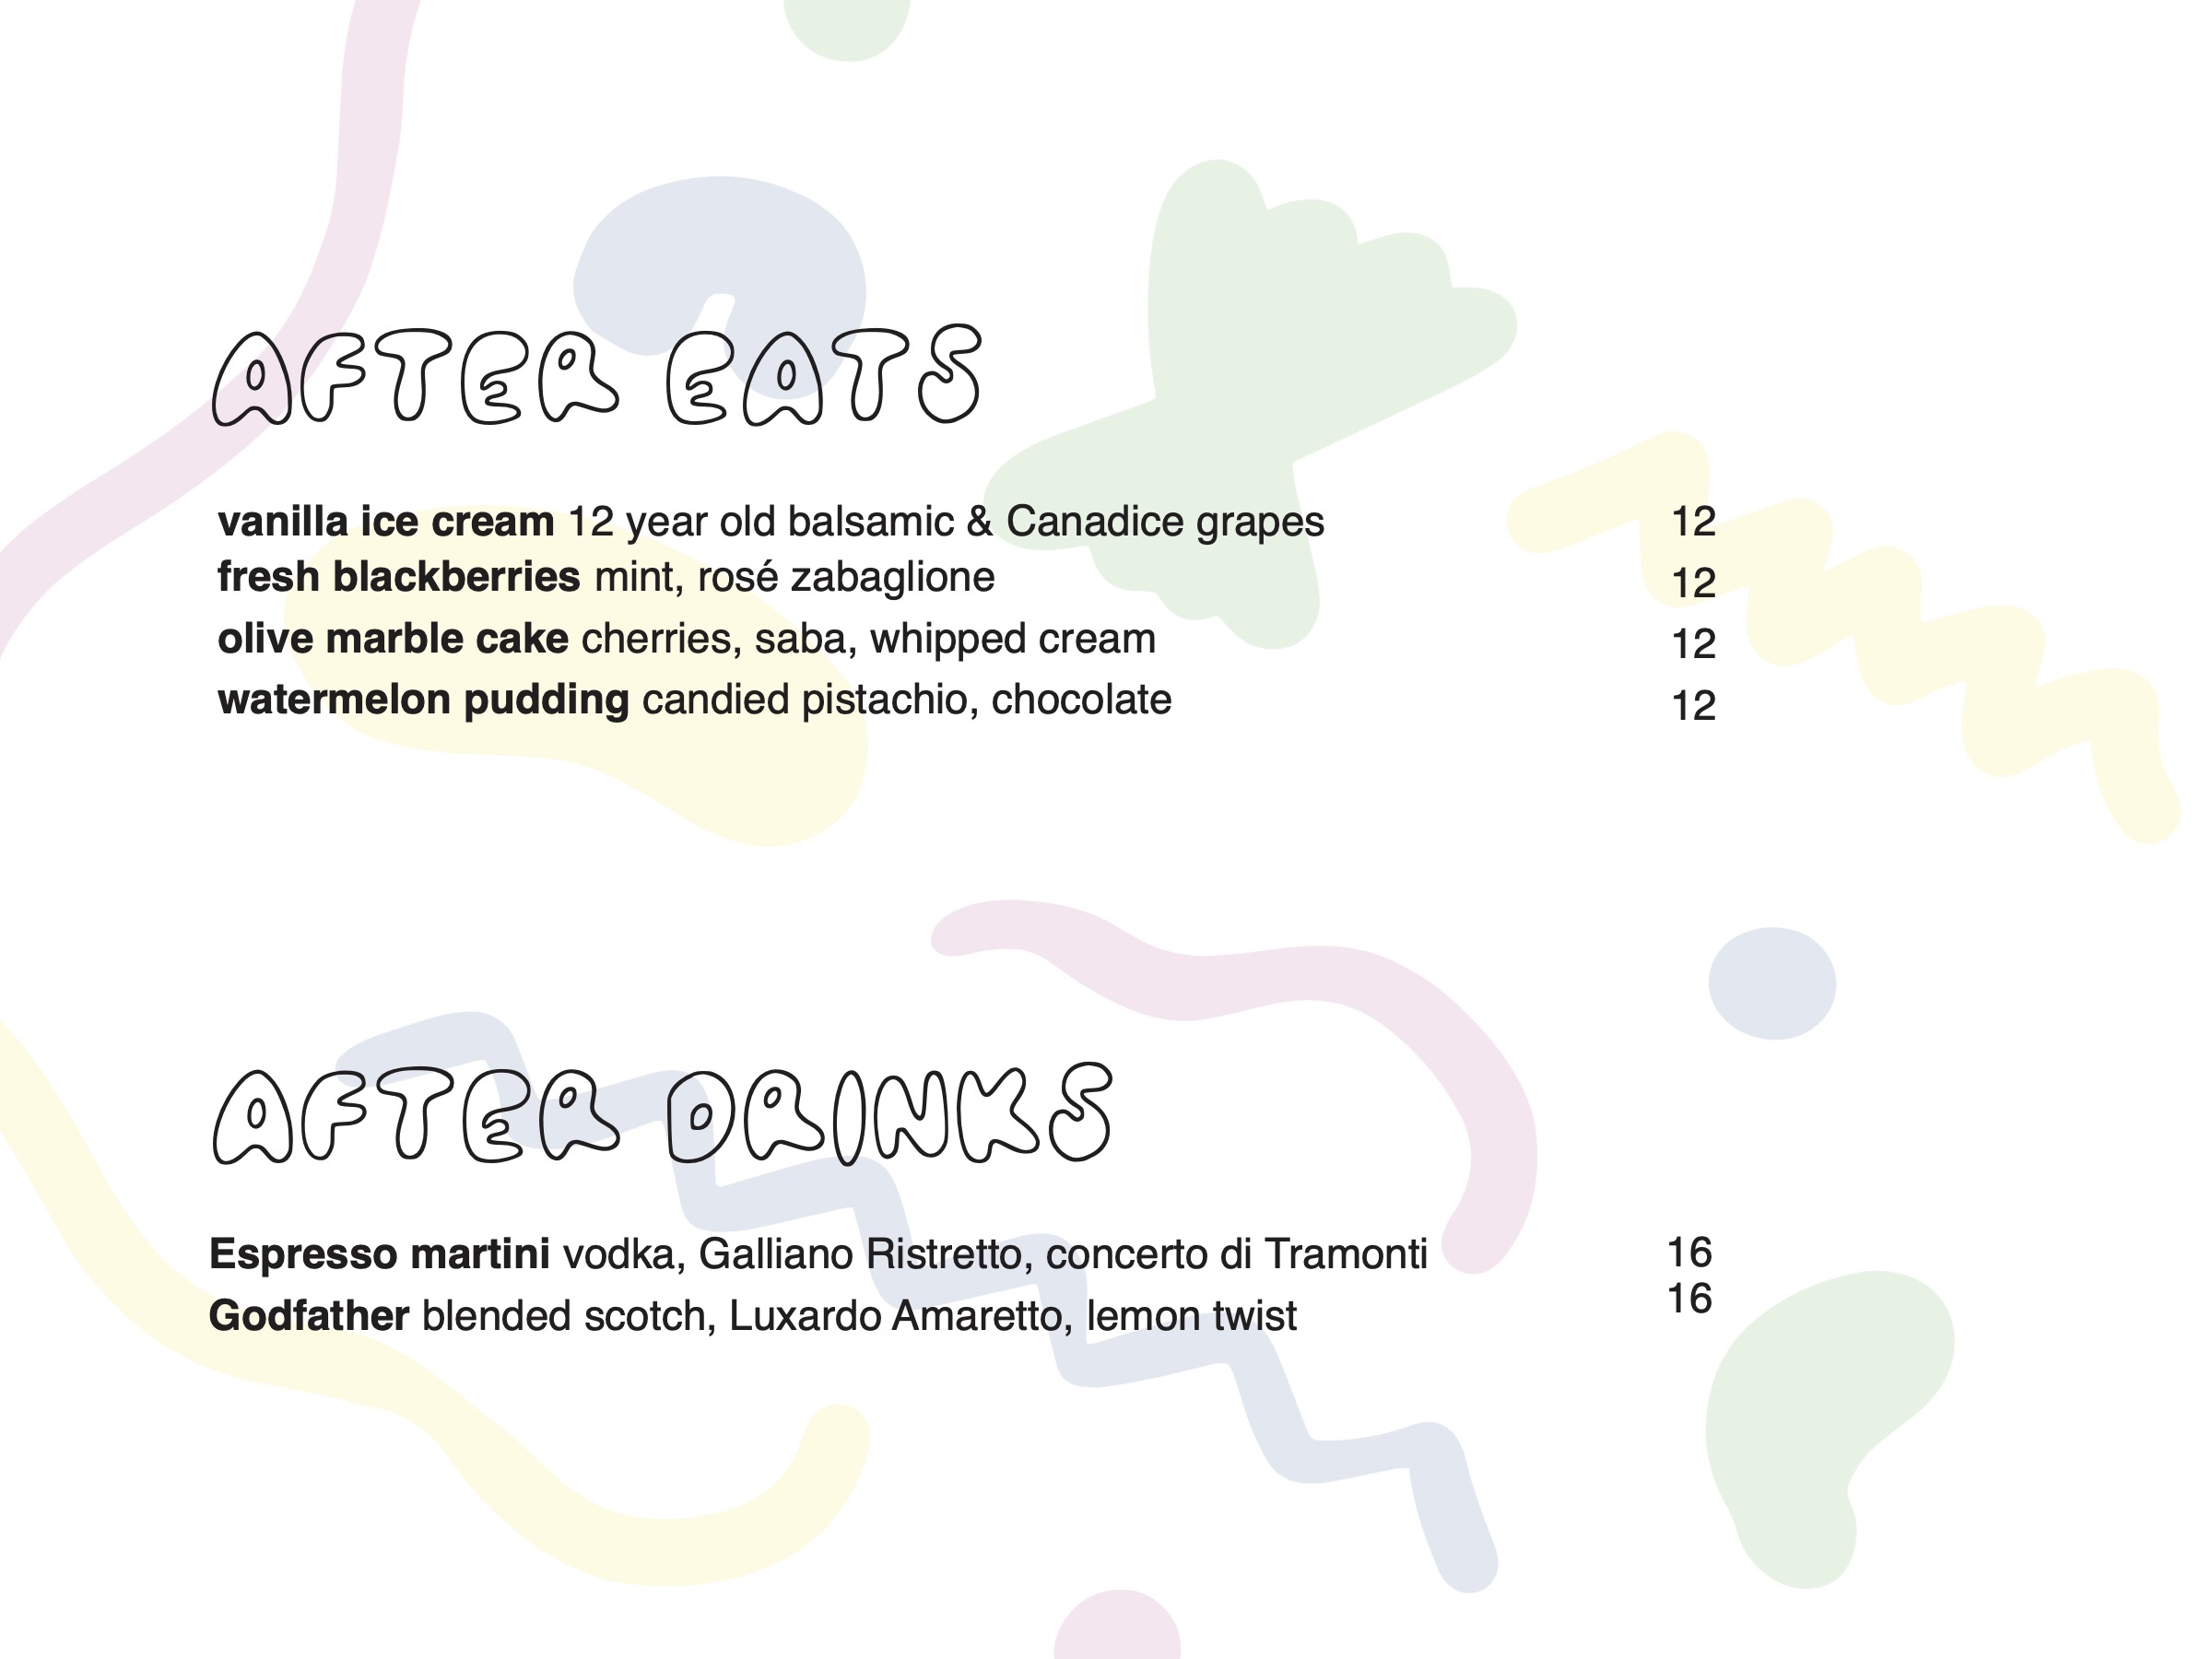 AFTER EATS
vanilla ice cream 12 year old balsamic & Canadice grapes 12
fresh blackberries mint, rosé zabaglione 12
olive marble cake cherries, saba, whipped cream 12
watermelon pudding candied pistachio, chocolate 12
AFTER DRINKS
Espresso martini vodka, Galliano Ristretto, concerto di Tramonti 16
Godfather blended scotch, Luxardo Amaretto, lemon twist 16